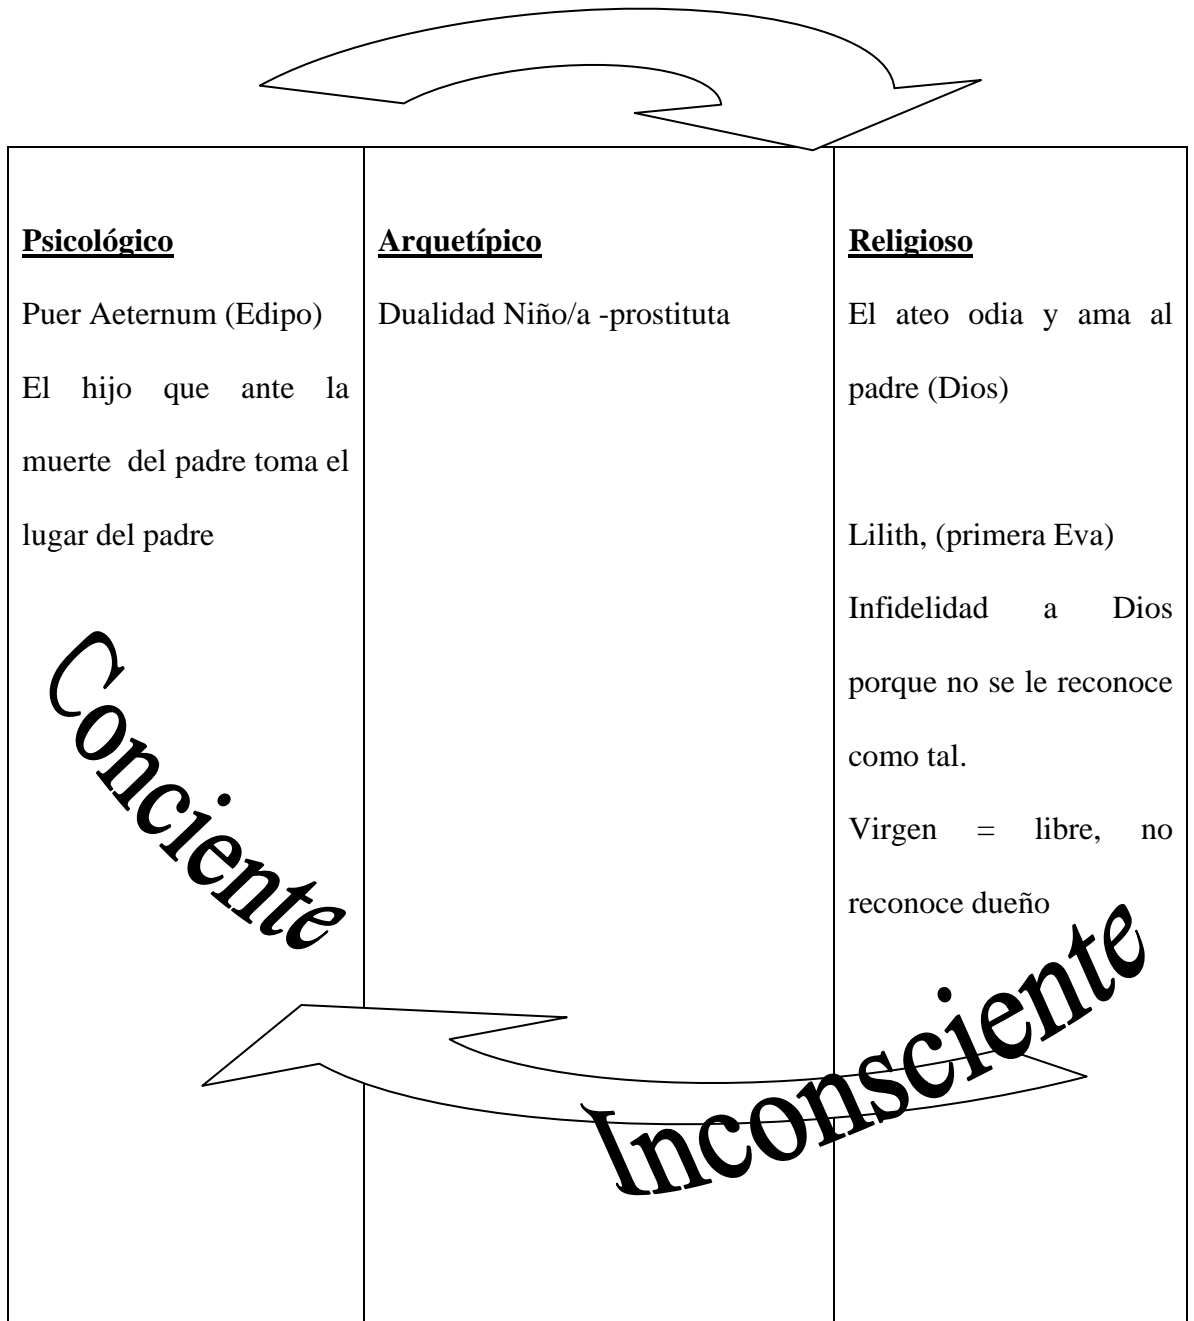 Psicológico
Puer Aeternum (Edipo)
El hijo que ante la
muerte del padre toma el
lugar del padre
Conciente
Arquetípico
Dualidad Niño/a -prostituta
Religioso
El ateo odia y ama al
padre (Dios)
Lilith, (primera Eva)
Infidelidad a Dios
porque no se le reconoce
como tal.
Virgen = libre, no
reconoce dueño
Inconsciente